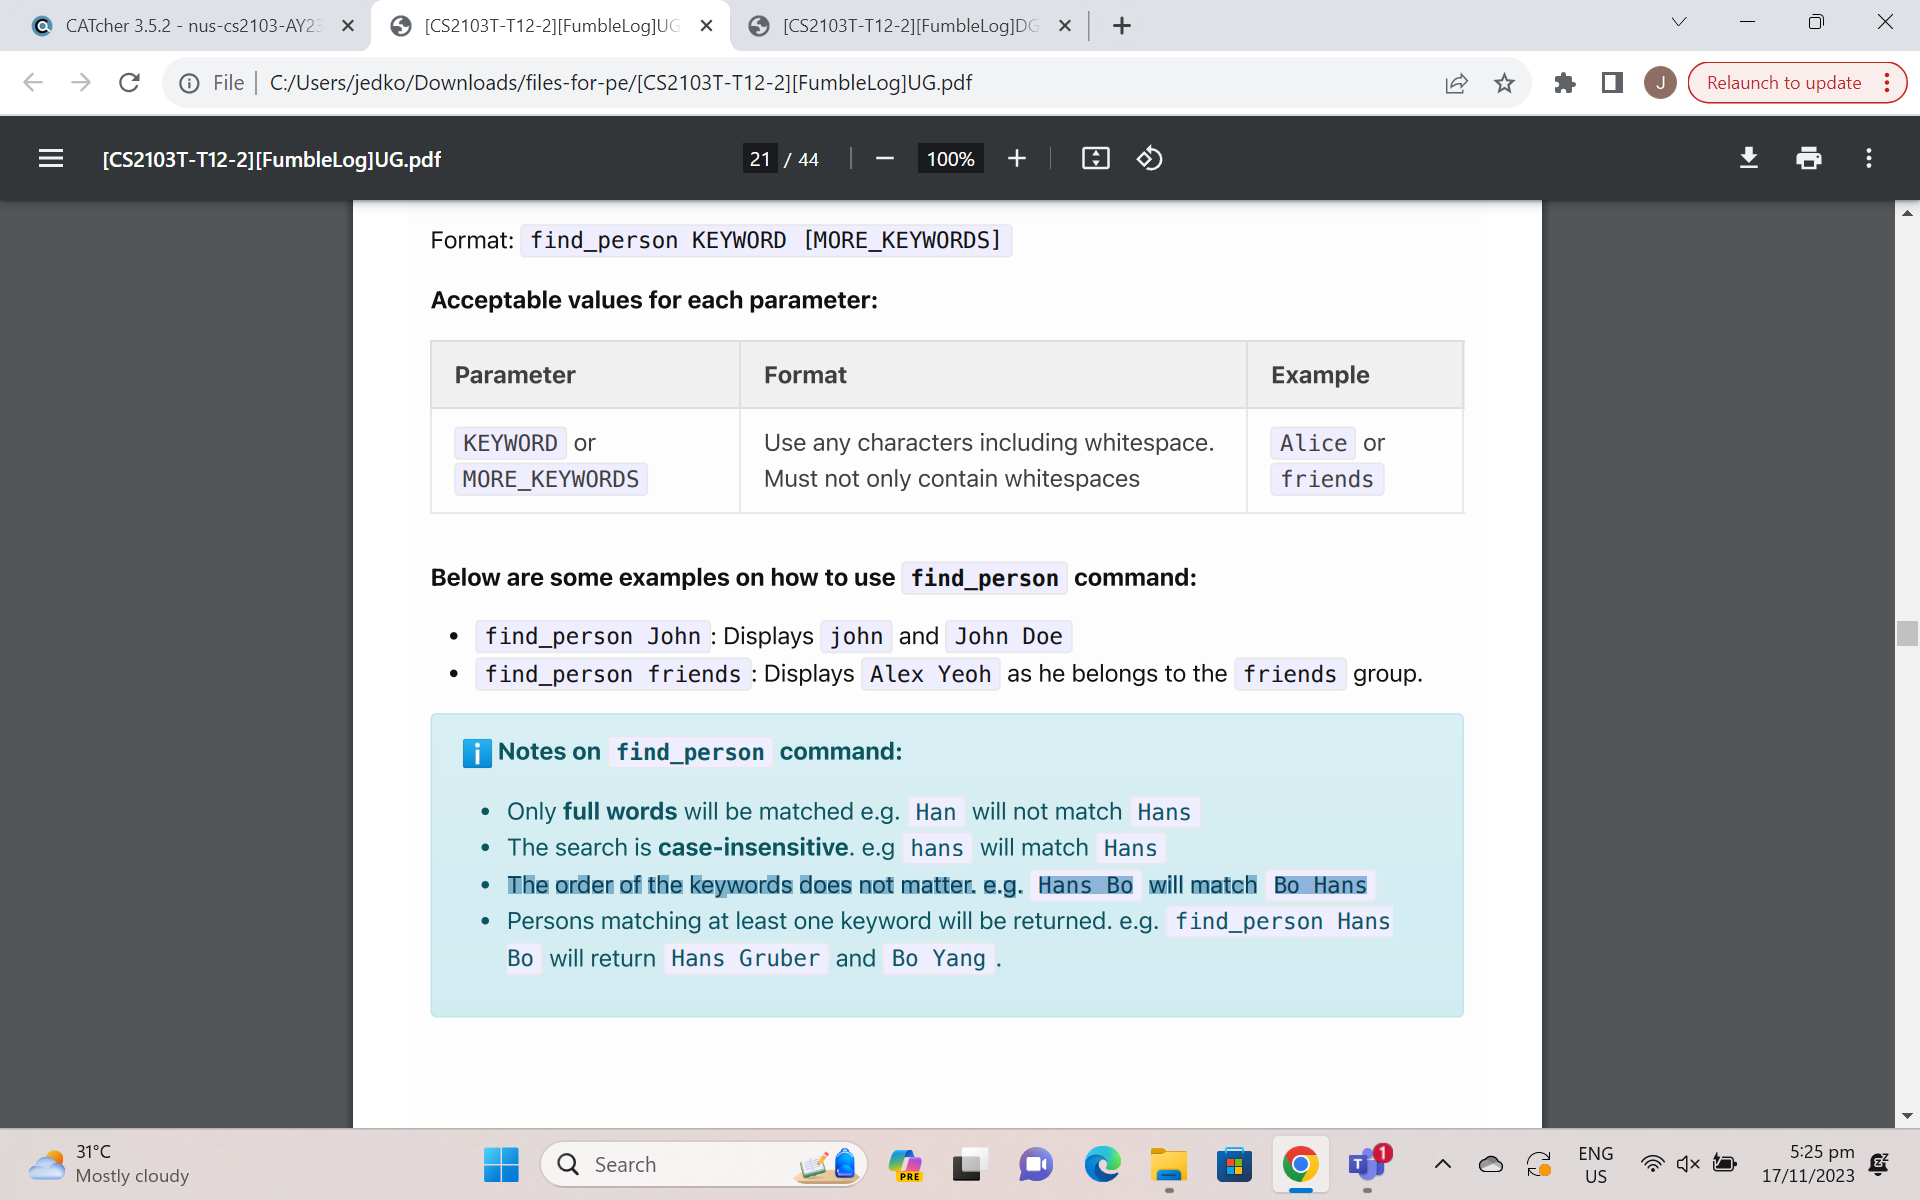 CATcher 3.5.2 - nus-cs2103-AY23
[CS2103T-T12-2][FumbleLog]UG
[CS2103T-T12-2][FumbleLog]DG
File
C:/Users/jedko/Downloads/files-for-pe/[CS2103T-T12-2][FumbleLog]UG.pdf
J
Relaunch to update
[CS2103T-T12-2][FumbleLog]UG.pdf
21 / 44
100%
Format: find_person KEYWORD [MORE_KEYWORDS]
Acceptable values for each parameter:
Parameter Format Example
KEYWORD or Use any characters including whitespace. Alice or
MORE_KEYWORDS Must not only contain whitespaces friends
Below are some examples on how to use find_person command:
• find_person John : Displays john and John Doe
• find_person friends : Displays Alex Yeoh as he belongs to the friends group.
i Notes on find_person command:
• Only full words will be matched e.g. Han will not match Hans
• The search is case-insensitive. e.g hans will match Hans
• The order of the keywords does not matter. e.g. Hans Bo will match Bo Hans
• Persons matching at least one keyword will be returned. e.g. find_person Hans
Bo will return Hans Gruber and Bo Yang .
31°C
Mostly cloudy
Search
PRE
T
1
ENG
US
5:25 pm
17/11/2023